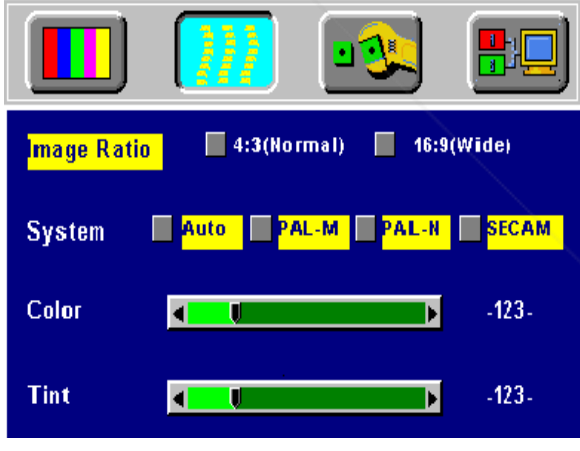 Image Ratio 4:3(Normal) 16:9(Wide)
System Auto PAL-M PAL-N SECAM
Color -123-
Tint -123-